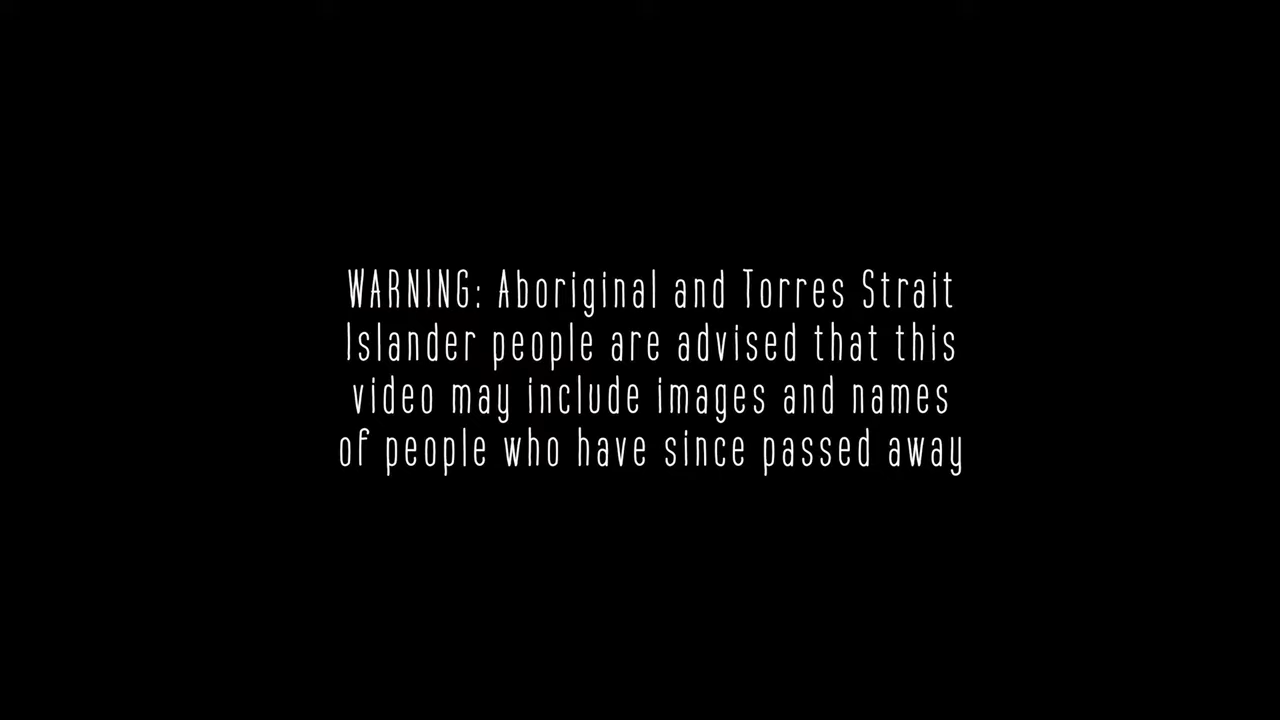 WARNING: Aboriginal and Torres Strait
Islander people are advised that this
video may include images and names
of people who have since passed away